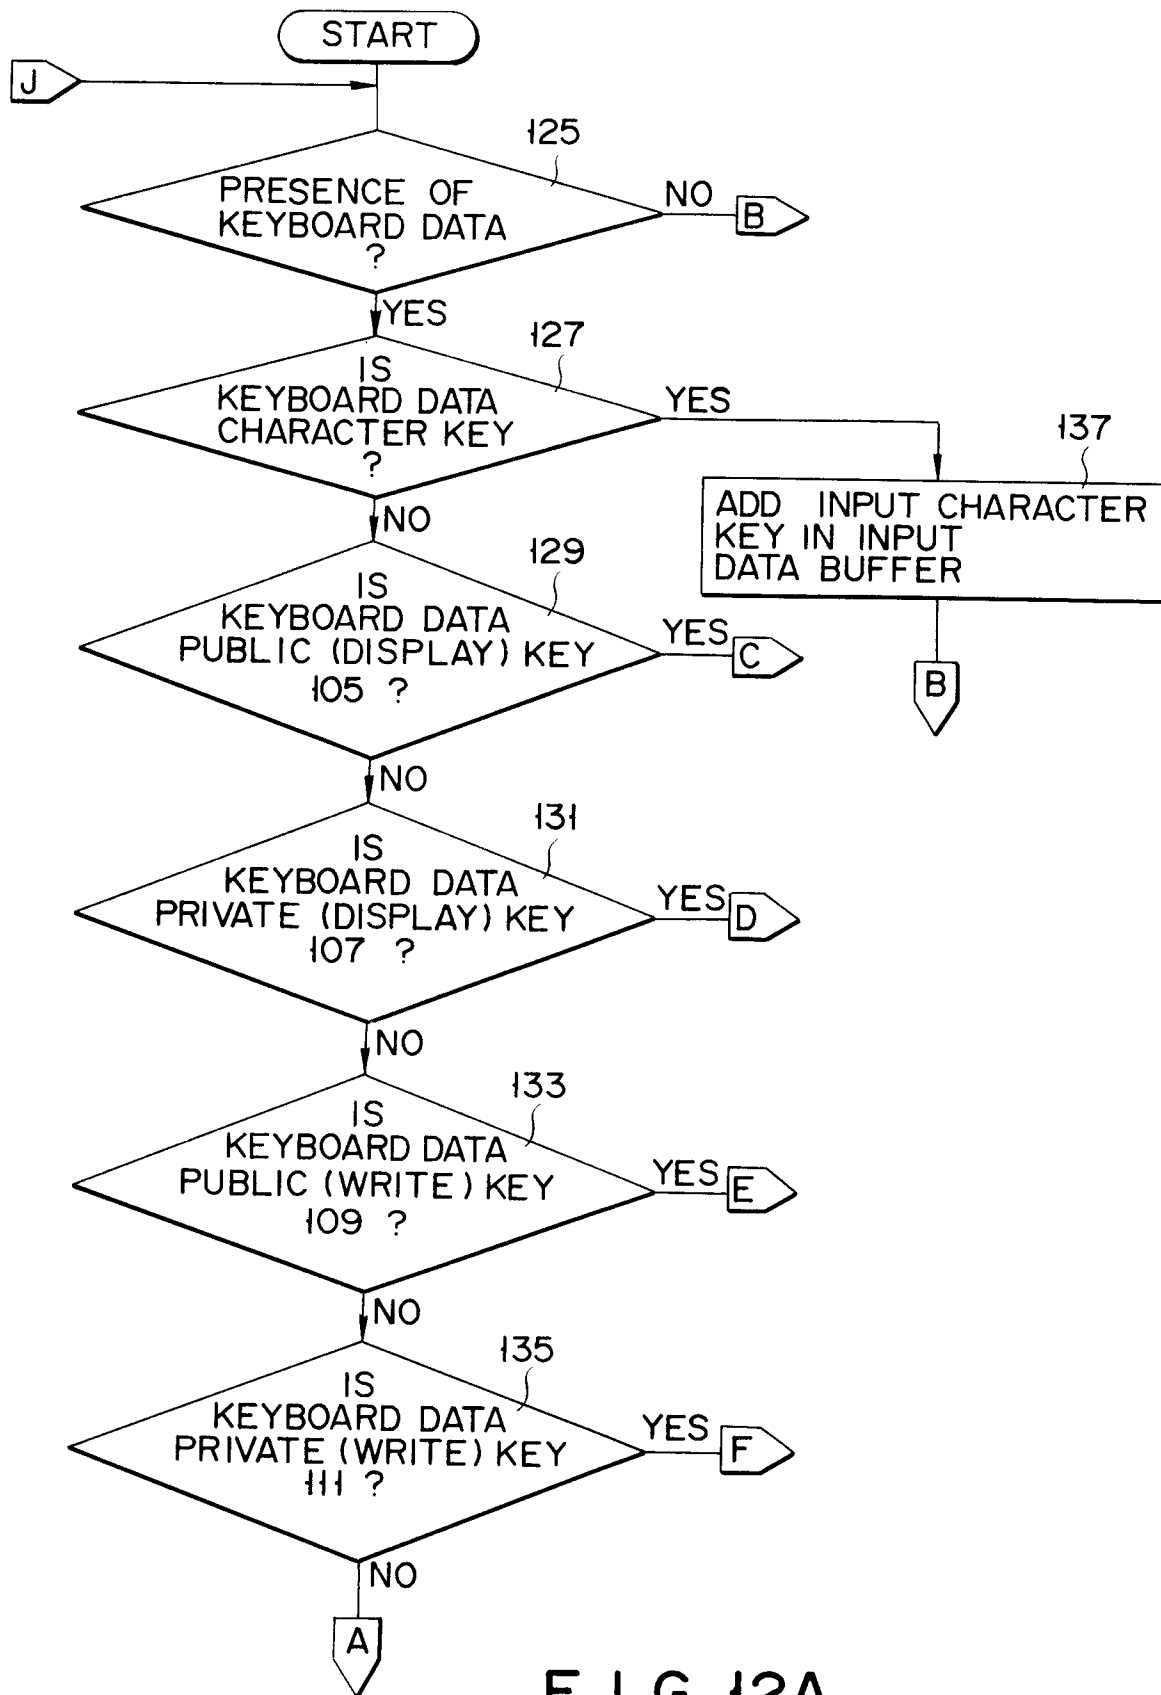 START
J
125
PRESENCE OF
KEYBOARD DATA
?
NO
B
YES
127
IS
KEYBOARD DATA
CHARACTER KEY
?
YES
137
ADD INPUT CHARACTER
KEY IN INPUT
DATA BUFFER
B
NO
129
IS
KEYBOARD DATA
PUBLIC (DISPLAY) KEY
105 ?
YES
C
NO
131
IS
KEYBOARD DATA
PRIVATE (DISPLAY) KEY
107 ?
YES
D
NO
133
IS
KEYBOARD DATA
PUBLIC (WRITE) KEY
109 ?
YES
E
NO
135
IS
KEYBOARD DATA
PRIVATE (WRITE) KEY
111 ?
YES
F
NO
A
FIG. 12A